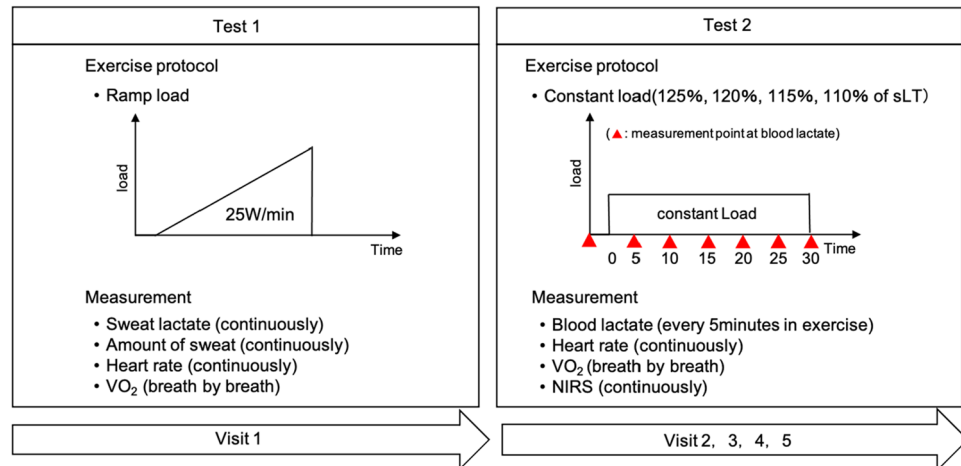 Test 1
Exercise protocol
• Ramp load
load
25W/min
Time
Measurement
• Sweat lactate (continuously)
• Amount of sweat (continuously)
• Heart rate (continuously)
• VO₂ (breath by breath)
Visit 1
Test 2
Exercise protocol
• Constant load(125%, 120%, 115%, 110% of sLT)
(▲: measurement point at blood lactate)
load
constant Load
0 5 10 15 20 25 30 Time
Measurement
• Blood lactate (every 5minutes in exercise)
• Heart rate (continuously)
• VO₂ (breath by breath)
• NIRS (continuously)
Visit 2, 3, 4, 5